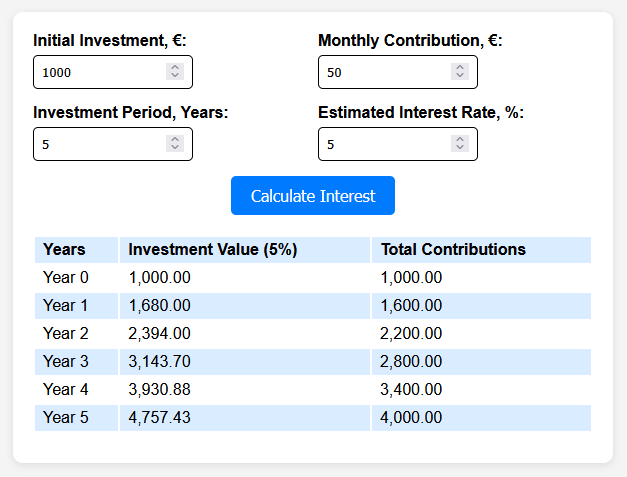 Initial Investment, €: Monthly Contribution, €:
1000 50
Investment Period, Years: Estimated Interest Rate, %:
5 5
Calculate Interest
Years Investment Value (5%) Total Contributions
Year 0 1,000.00 1,000.00
Year 1 1,680.00 1,600.00
Year 2 2,394.00 2,200.00
Year 3 3,143.70 2,800.00
Year 4 3,930.88 3,400.00
Year 5 4,757.43 4,000.00